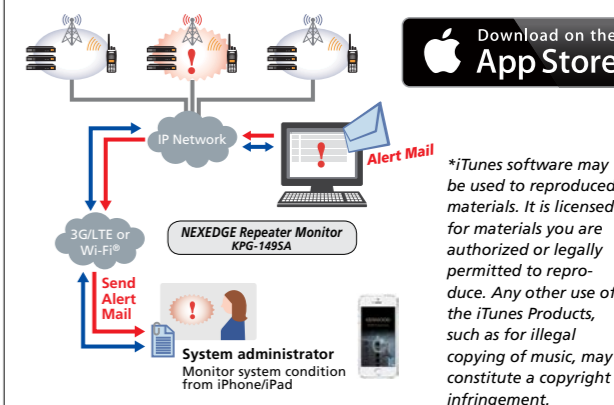 Download on the
App Store
IP Network
Alert Mail
3G/LTE or
Wi-Fi®
NEXEDGE Repeater Monitor
KPG-149SA
Send
Alert
Mail
System administrator
Monitor system condition
from iPhone/iPad
*iTunes software may
be used to reproduced
materials. It is licensed
for materials you are
authorized or legally
permitted to repro-
duce. Any other use of
the iTunes Products,
such as for illegal
copying of music, may
constitute a copyright
infringement.